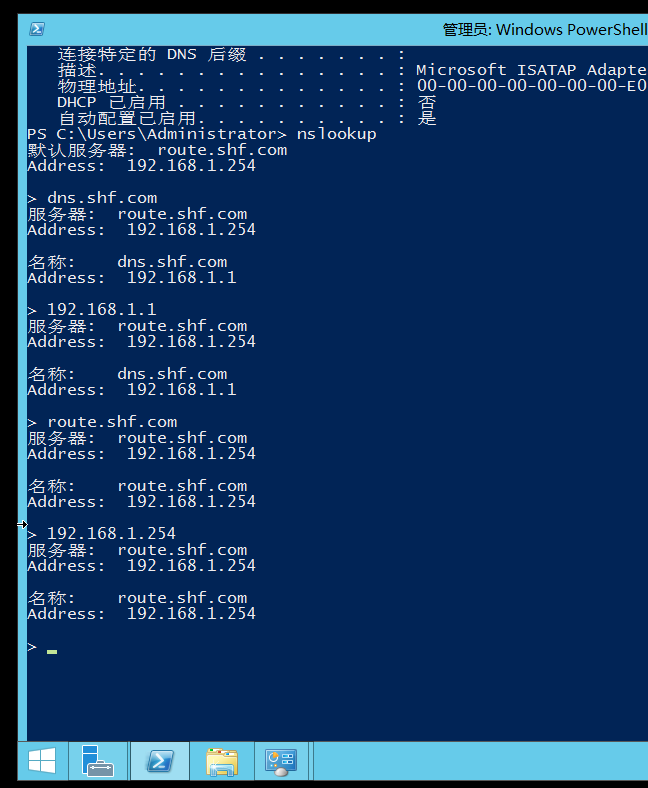 管理员: Windows PowerShell
连接特定的 DNS 后缀 . . . . . . . :
描述. . . . . . . . . . . . . . . : Microsoft ISATAP Adapte
物理地址. . . . . . . . . . . . . : 00-00-00-00-00-00-00-E0
DHCP 已启用 . . . . . . . . . . . : 否
自动配置已启用. . . . . . . . . . : 是
PS C:\Users\Administrator> nslookup
默认服务器:  route.shf.com
Address:  192.168.1.254
> dns.shf.com
服务器:  route.shf.com
Address:  192.168.1.254
名称:    dns.shf.com
Address:  192.168.1.1
> 192.168.1.1
服务器:  route.shf.com
Address:  192.168.1.254
名称:    dns.shf.com
Address:  192.168.1.1
> route.shf.com
服务器:  route.shf.com
Address:  192.168.1.254
名称:    route.shf.com
Address:  192.168.1.254
> 192.168.1.254
服务器:  route.shf.com
Address:  192.168.1.254
名称:    route.shf.com
Address:  192.168.1.254
>